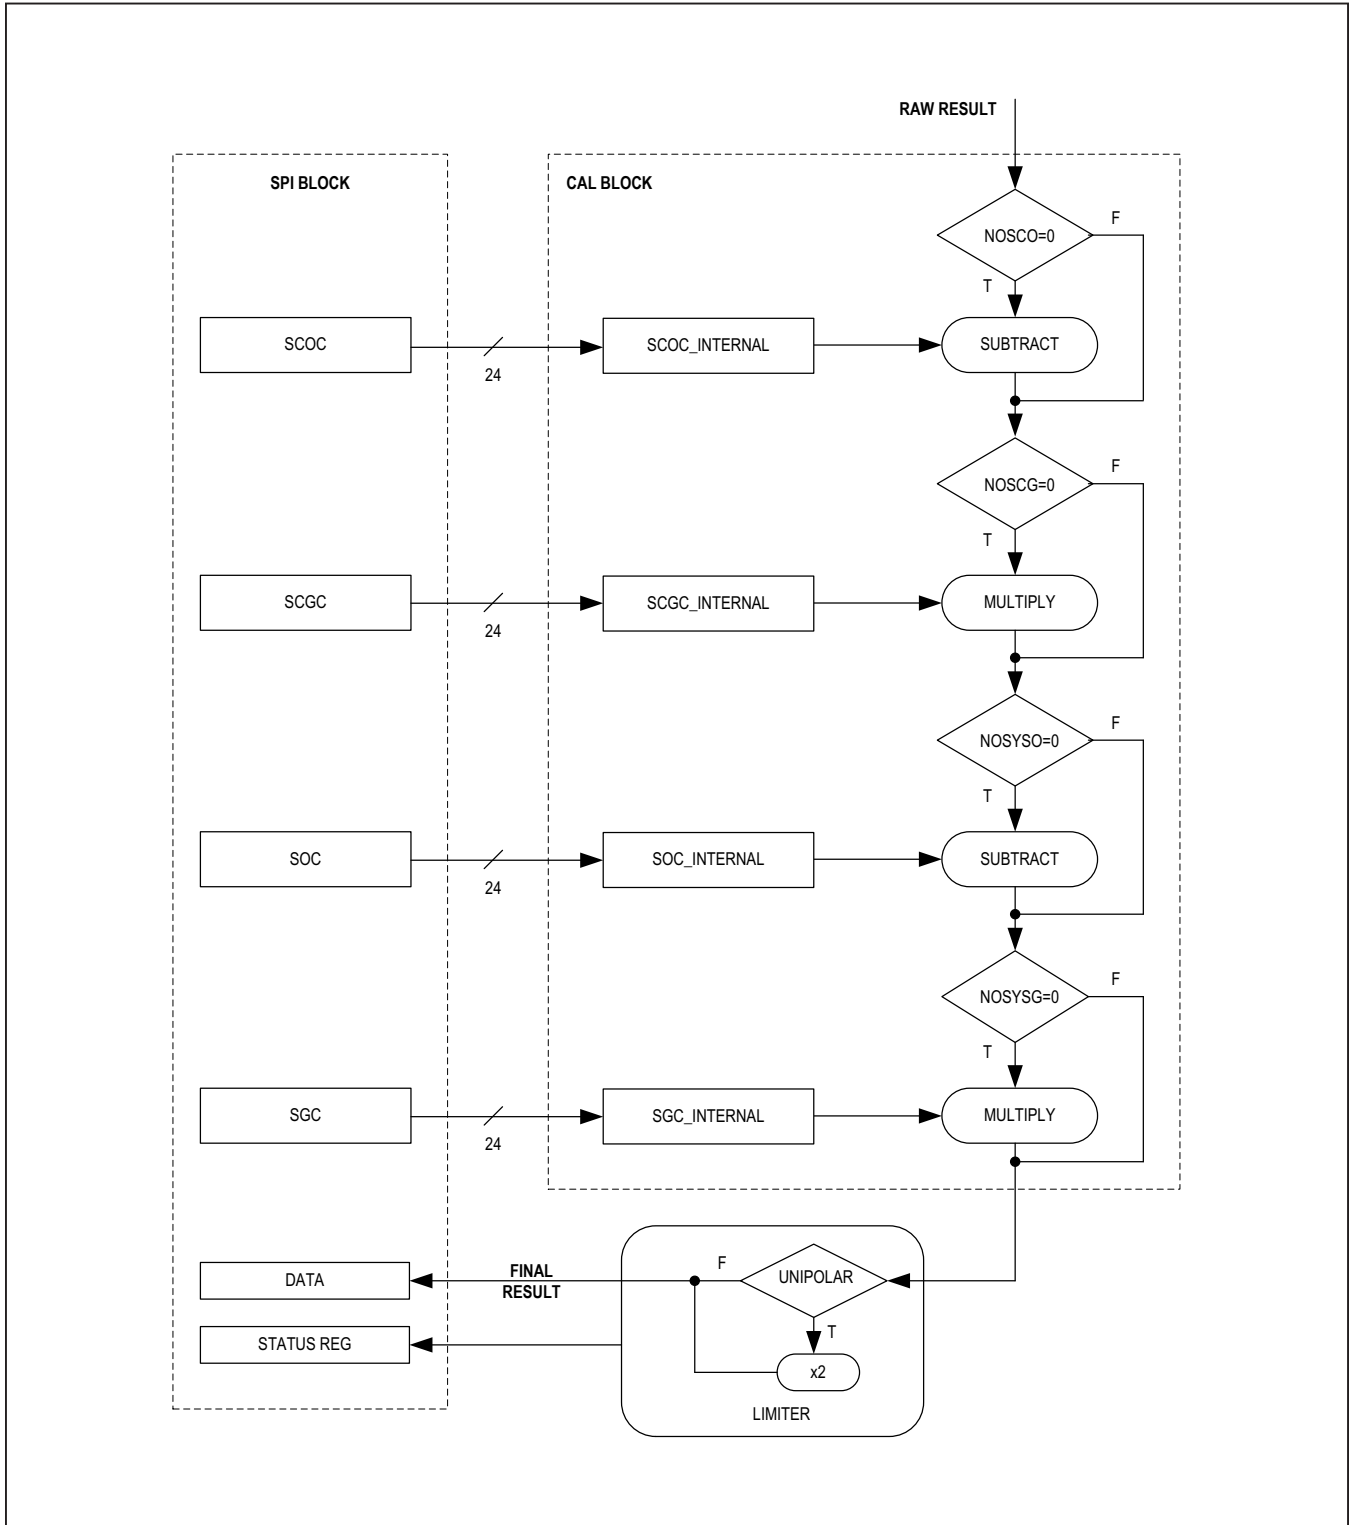 RAW RESULT
SPI BLOCK
CAL BLOCK
NOSCO=0
F
T
SCOC
24
SCOC_INTERNAL
SUBTRACT
NOSCG=0
F
T
SCGC
24
SCGC_INTERNAL
MULTIPLY
NOSYSO=0
F
T
SOC
24
SOC_INTERNAL
SUBTRACT
NOSYSG=0
F
T
SGC
24
SGC_INTERNAL
MULTIPLY
DATA
FINAL
RESULT
F
UNIPOLAR
T
STATUS REG
x2
LIMITER